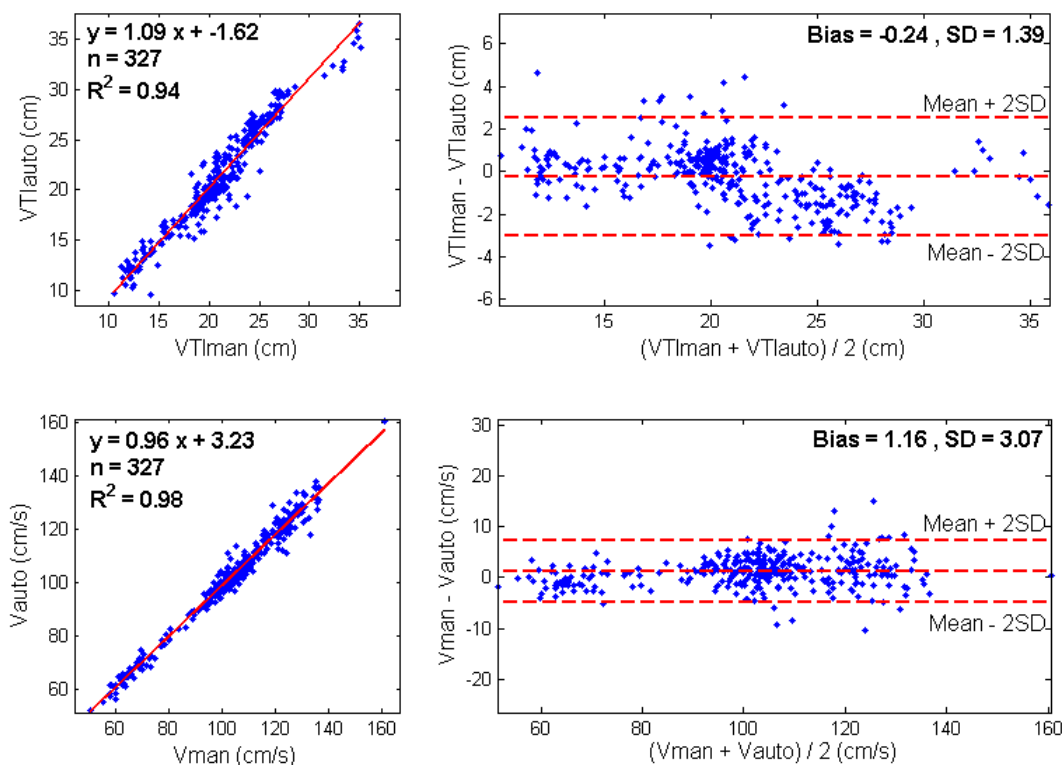 y = 1.09 x + -1.62
n = 327
R² = 0.94
VTIauto (cm)
35
30
25
20
15
10
10 15 20 25 30 35
VTIman (cm)
Bias = -0.24 , SD = 1.39
Mean + 2SD
Mean - 2SD
VTIman - VTIauto (cm)
6
4
2
0
-2
-4
-6
15 20 25 30 35
(VTIman + VTIauto) / 2 (cm)
y = 0.96 x + 3.23
n = 327
R² = 0.98
Vauto (cm/s)
160
140
120
100
80
60
60 80 100 120 140 160
Vman (cm/s)
Bias = 1.16 , SD = 3.07
Mean + 2SD
Mean - 2SD
Vman - Vauto (cm/s)
30
20
10
0
-10
-20
60 80 100 120 140 160
(Vman + Vauto) / 2 (cm/s)